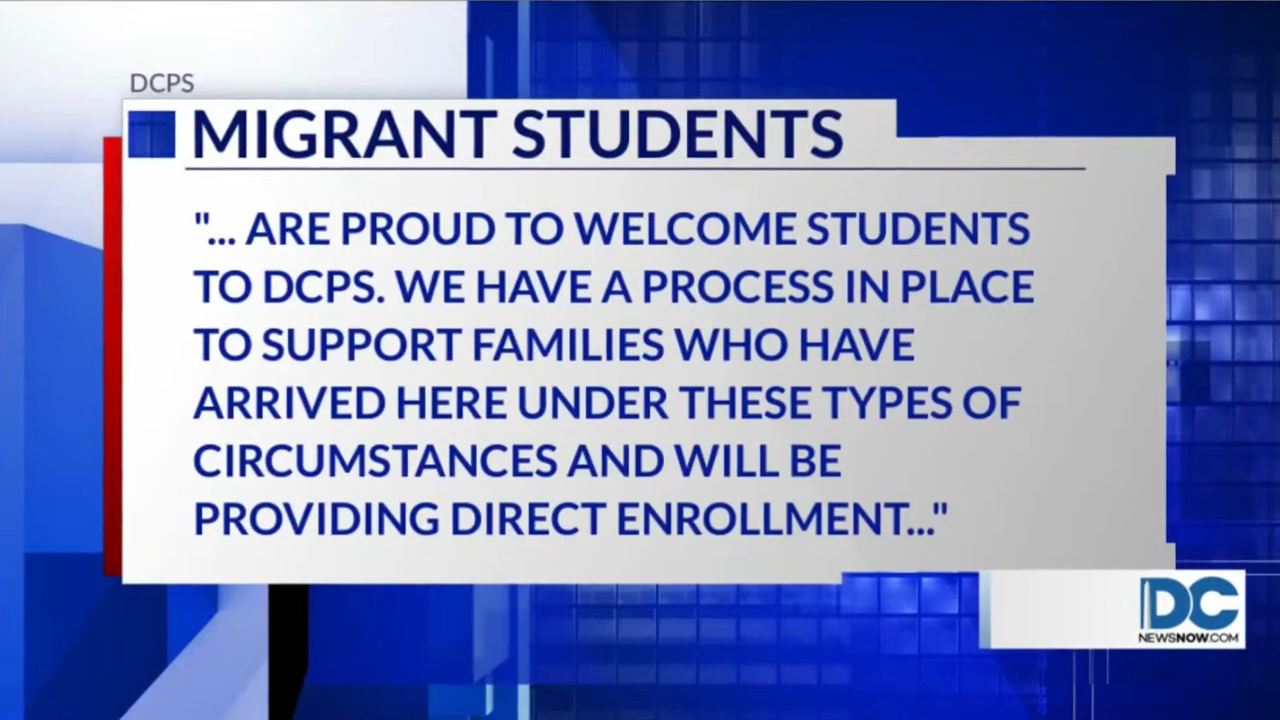 DCPS
MIGRANT STUDENTS
"... ARE PROUD TO WELCOME STUDENTS
TO DCPS. WE HAVE A PROCESS IN PLACE
TO SUPPORT FAMILIES WHO HAVE
ARRIVED HERE UNDER THESE TYPES OF
CIRCUMSTANCES AND WILL BE
PROVIDING DIRECT ENROLLMENT..."
DC
NEWSNOW.COM